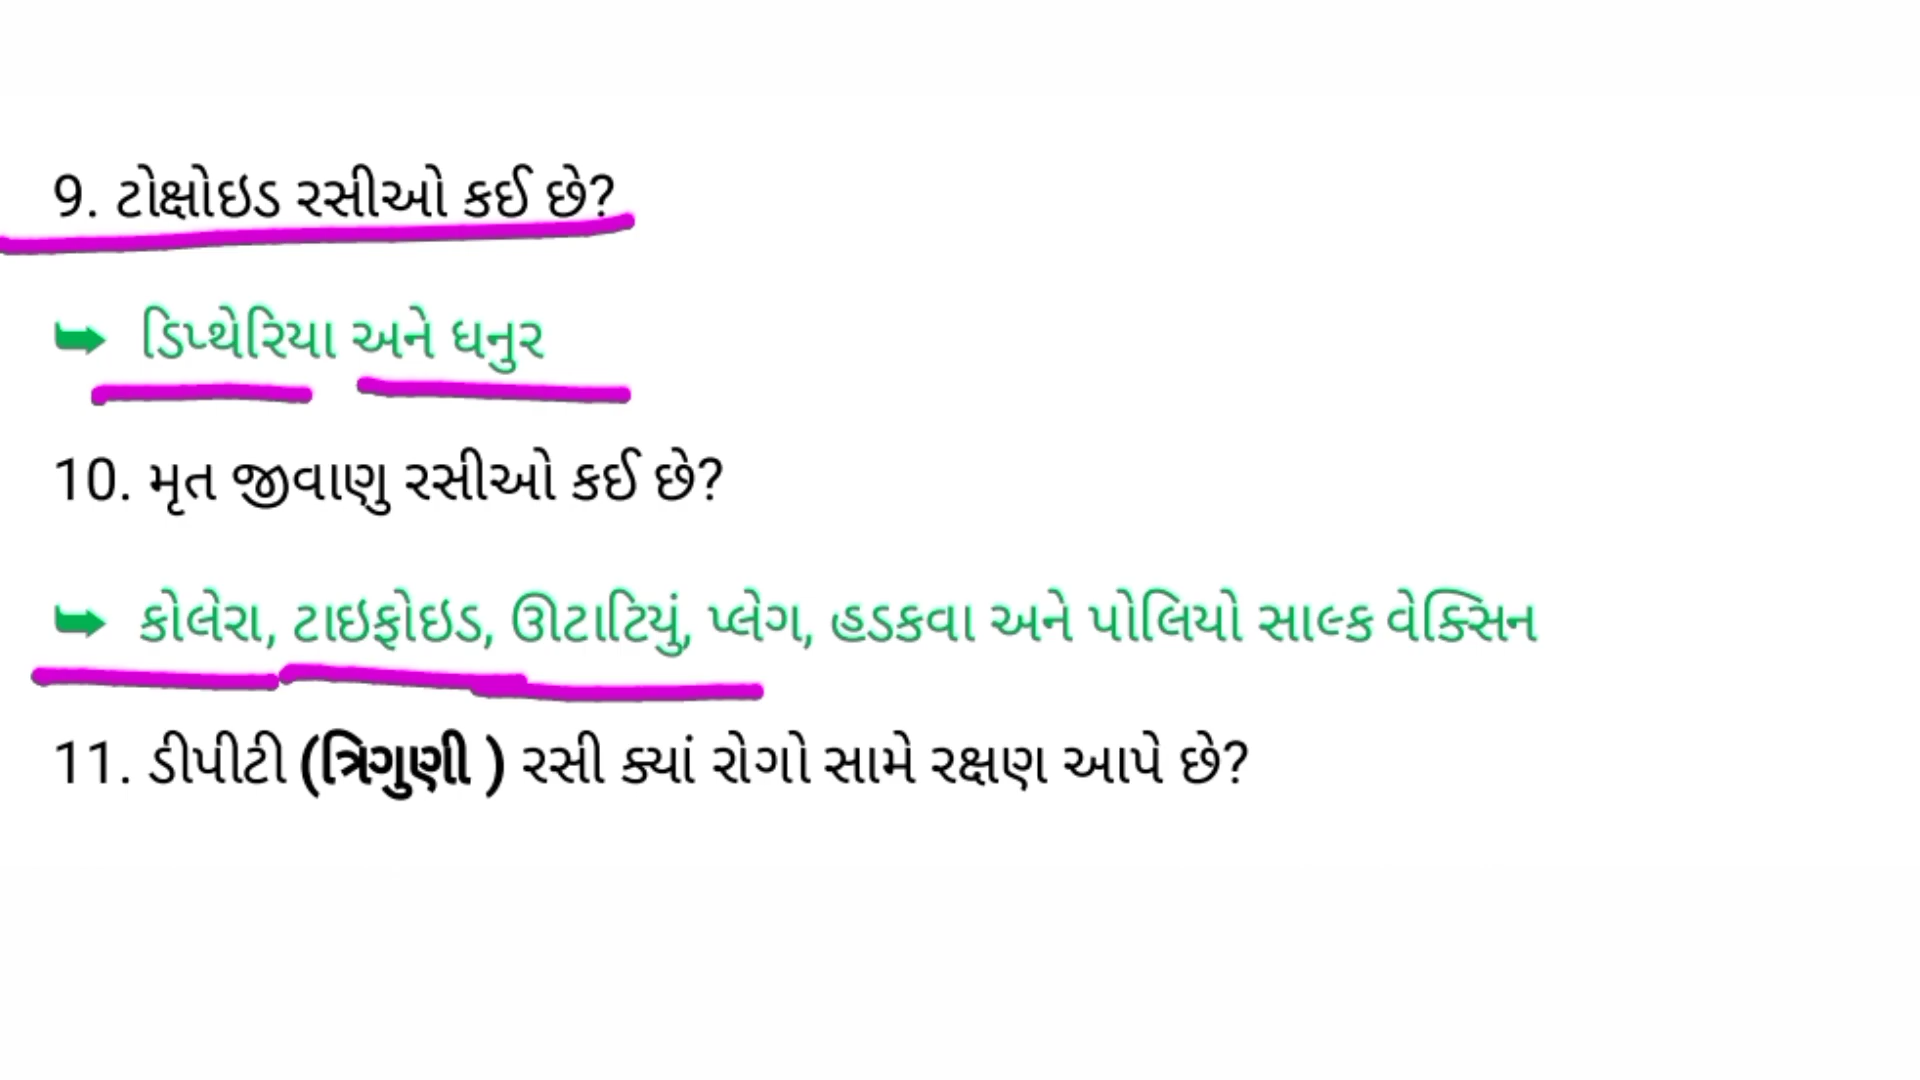 9. ટોક્ષોઇડ રસીઓ કઈ છે?
➥ ડિપ્થેરિયા અને ધનુર
10. મૃત જીવાણુ રસીઓ કઈ છે?
➥ કોલેરા, ટાઇફોઇડ, ઊટાટિયું, પ્લેગ, હડકવા અને પોલિયો સાલ્ક વેક્સિન
11. ડીપીટી (ત્રિગુણી ) રસી ક્યાં રોગો સામે રક્ષણ આપે છે?